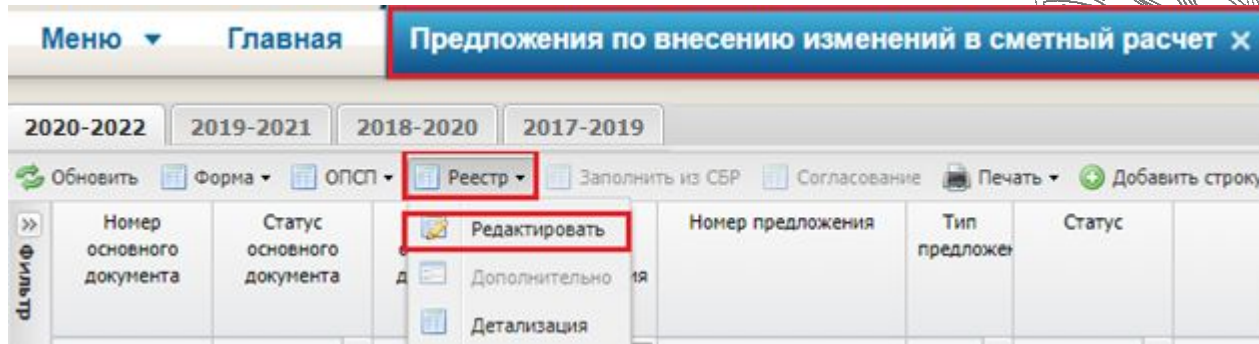 Меню Главная Предложения по внесению изменений в сметный расчет
2020-2022 2019-2021 2018-2020 2017-2019
Обновить Форма ОПСП Реестр Заполнить из СБР Согласование Печать Добавить строку
Фильтр
Номер основного документа
Статус основного документа
Номер предложения
Тип
Статус
Редактировать
Дополнительно
Детализация